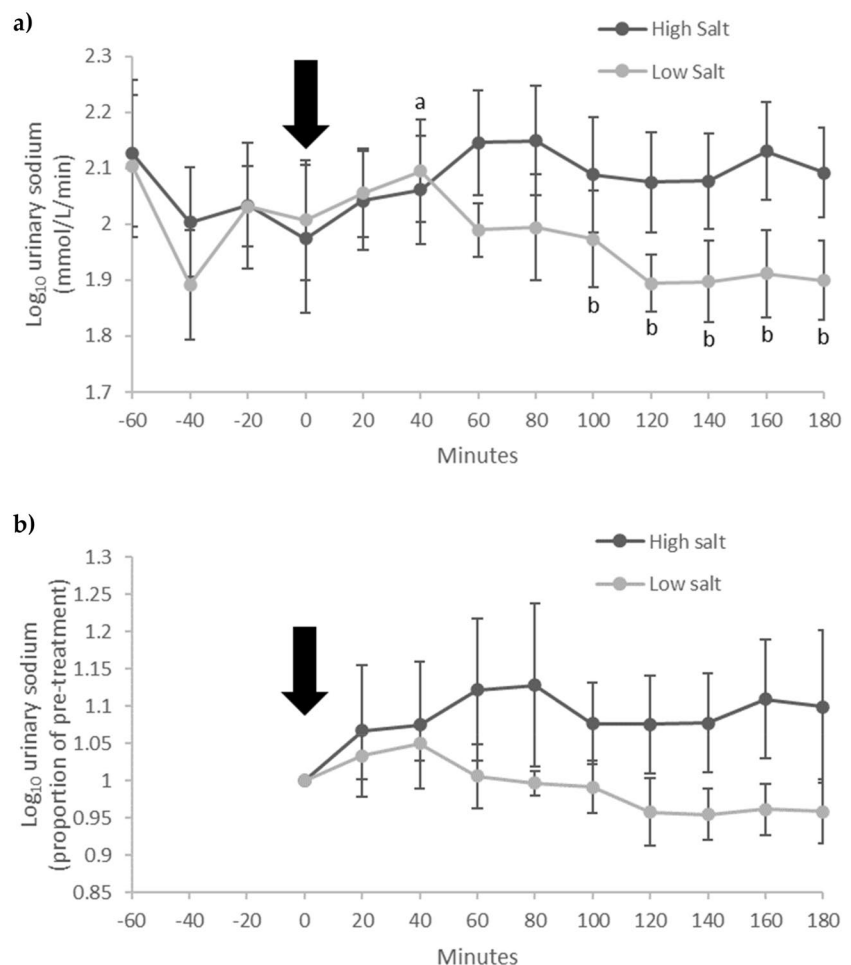 a)
High Salt
Low Salt
Log₁₀ urinary sodium
(mmol/L/min)
2.3
2.2
2.1
2
1.9
1.8
1.7
a
b b b b b
-60 -40 -20 0 20 40 60 80 100 120 140 160 180
Minutes
b)
High salt
Low salt
Log₁₀ urinary sodium
(proportion of pre-treatment)
1.3
1.25
1.2
1.15
1.1
1.05
1
0.95
0.9
0.85
-60 -40 -20 0 20 40 60 80 100 120 140 160 180
Minutes